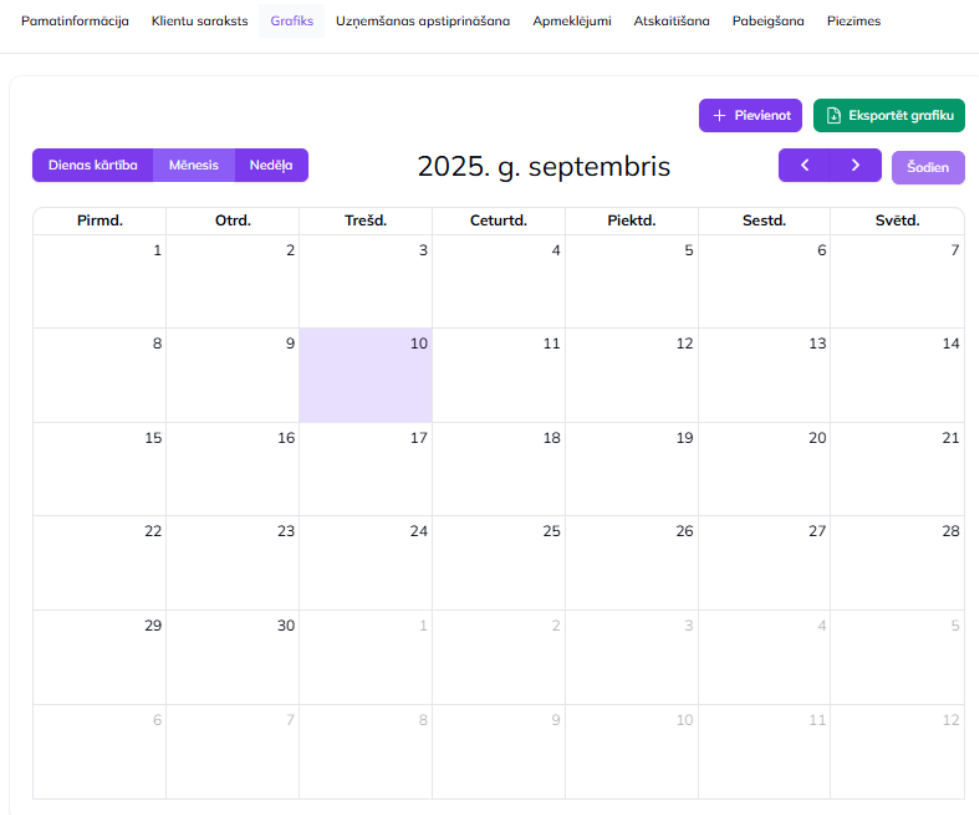 Pamatinformācija Klientu saraksts Grafiks Uzņemšanas apstiprināšana Apmeklējumi Atskaitīšana Pabeigšana Piezīmes
+ Pievienot Eksportēt grafiku
Dienas kārtība Mēnesis Nedēļa 2025. g. septembris < > Šodien
Pirmd. Otrd. Trešd. Ceturtd. Piektd. Sestd. Svētd.
1 2 3 4 5 6 7
8 9 10 11 12 13 14
15 16 17 18 19 20 21
22 23 24 25 26 27 28
29 30 1 2 3 4 5
6 7 8 9 10 11 12